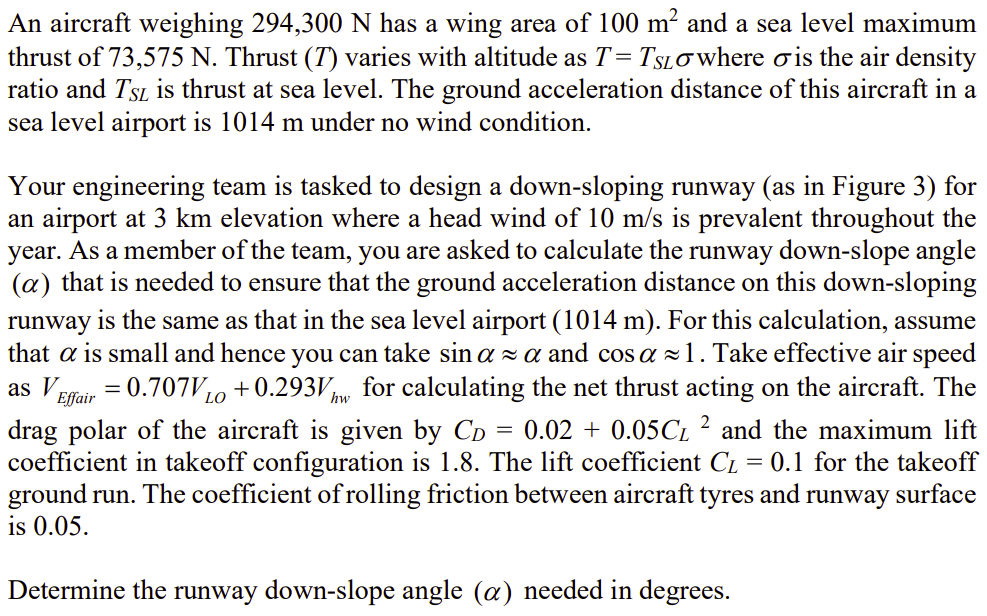 An aircraft weighing 294,300 N has a wing area of 100 m² and a sea level maximum
thrust of 73,575 N. Thrust (T) varies with altitude as T = T_SL σ where σ is the air density
ratio and T_SL is thrust at sea level. The ground acceleration distance of this aircraft in a
sea level airport is 1014 m under no wind condition.
Your engineering team is tasked to design a down-sloping runway (as in Figure 3) for
an airport at 3 km elevation where a head wind of 10 m/s is prevalent throughout the
year. As a member of the team, you are asked to calculate the runway down-slope angle
(α) that is needed to ensure that the ground acceleration distance on this down-sloping
runway is the same as that in the sea level airport (1014 m). For this calculation, assume
that α is small and hence you can take sin α ≈ α and cos α ≈ 1. Take effective air speed
as V_Effair = 0.707V_LO + 0.293V_hw for calculating the net thrust acting on the aircraft. The
drag polar of the aircraft is given by C_D = 0.02 + 0.05C_L² and the maximum lift
coefficient in takeoff configuration is 1.8. The lift coefficient C_L = 0.1 for the takeoff
ground run. The coefficient of rolling friction between aircraft tyres and runway surface
is 0.05.
Determine the runway down-slope angle (α) needed in degrees.